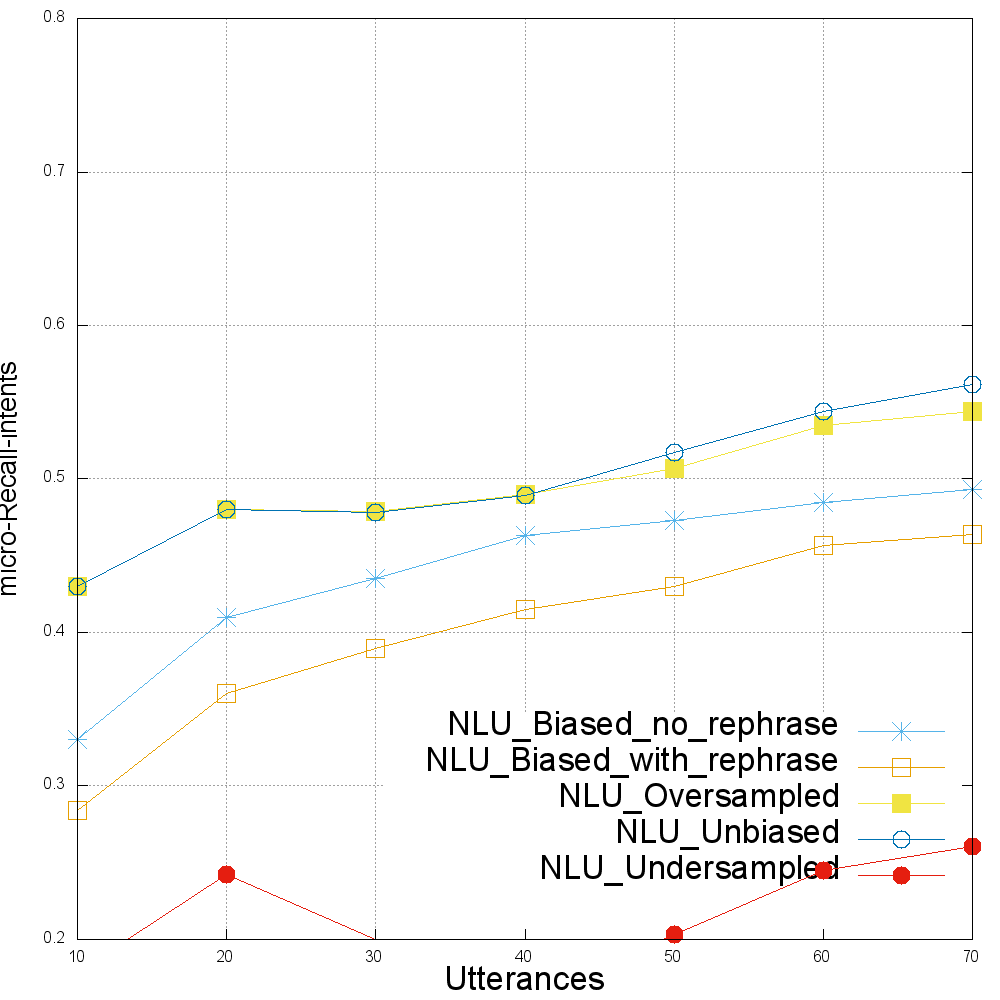 0.8
0.7
0.6
0.5
0.4
0.3
0.2
micro-Recall-intents
NLU_Biased_no_rephrase
NLU_Biased_with_rephrase
NLU_Oversampled
NLU_Unbiased
NLU_Undersampled
10 20 30 40 50 60 70
Utterances